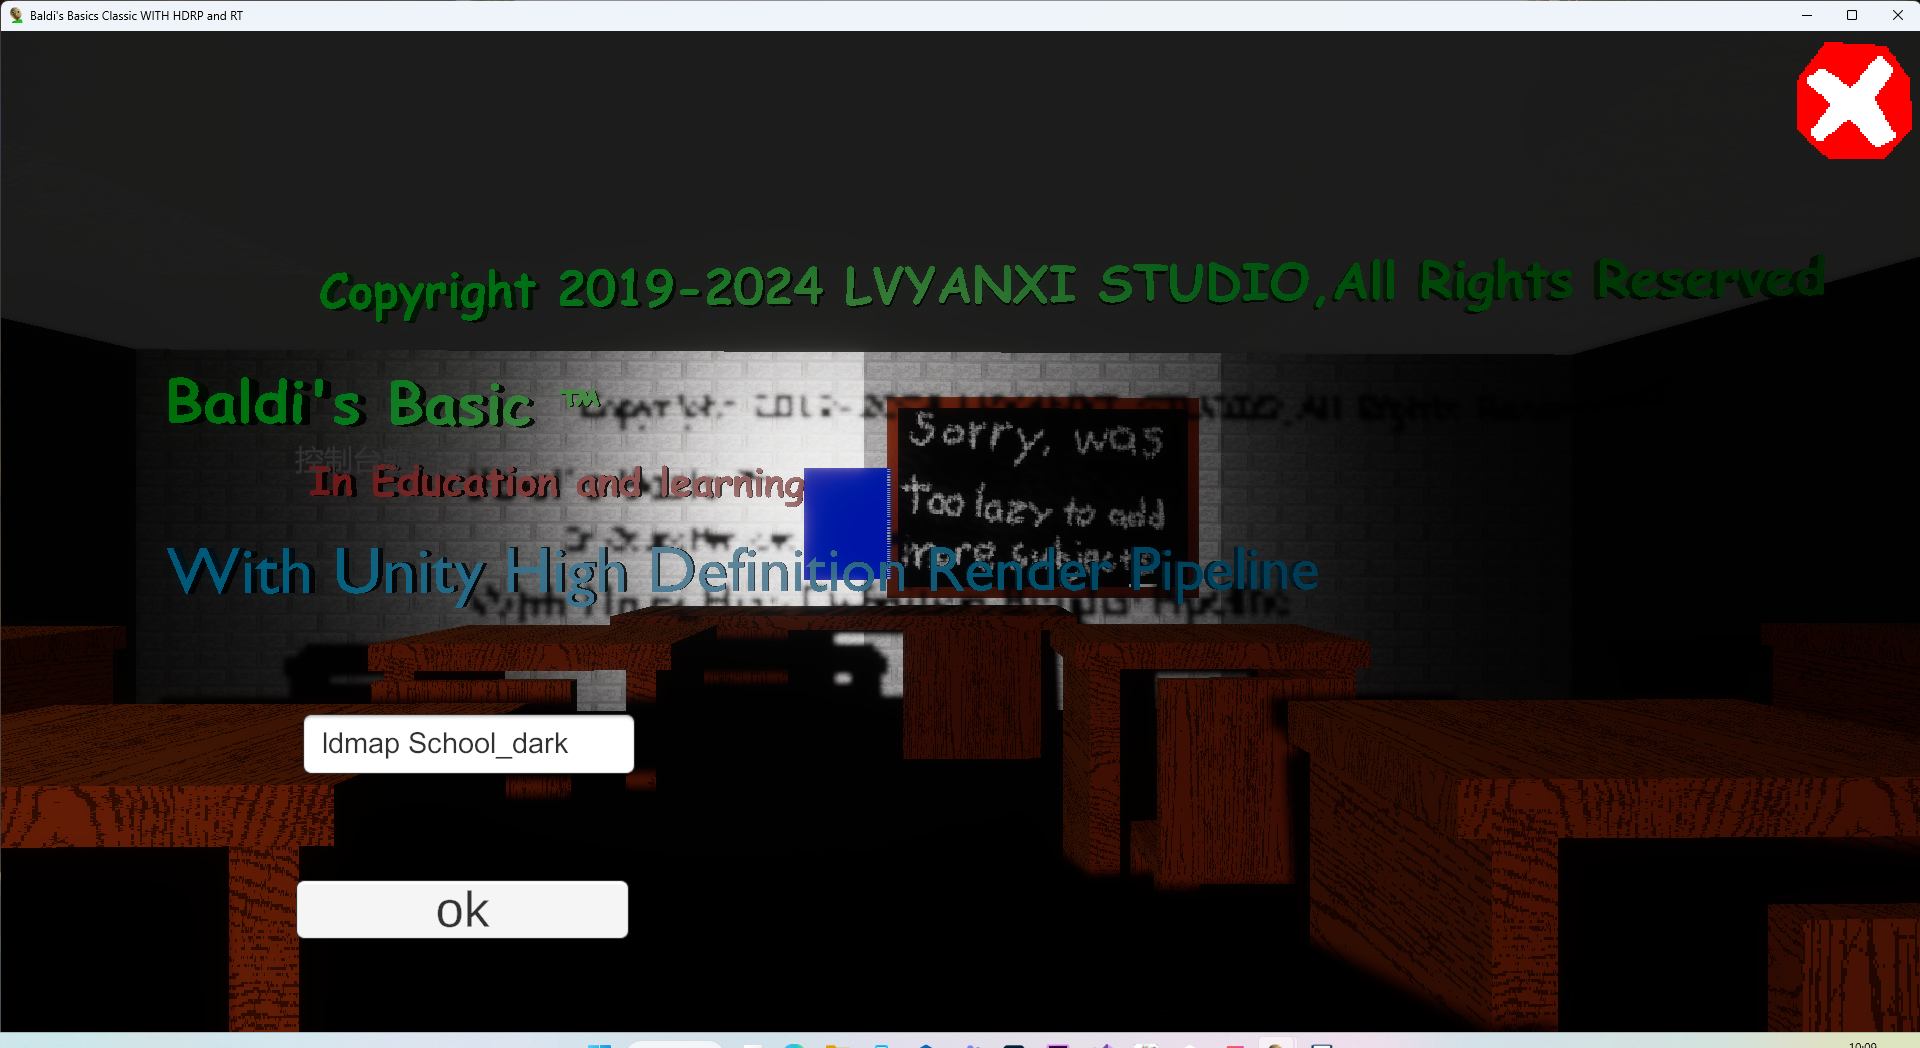 Baldi's Basics Classic WITH HDRP and RT
Copyright 2019-2024 LVYANXI STUDIO,All Rights Reserved
Baldi's Basic ™
控制台
In Education and learning
Sorry, was
too lazy to add
more subjects
With Unity High Definition Render Pipeline
ldmap School_dark
ok
10:09